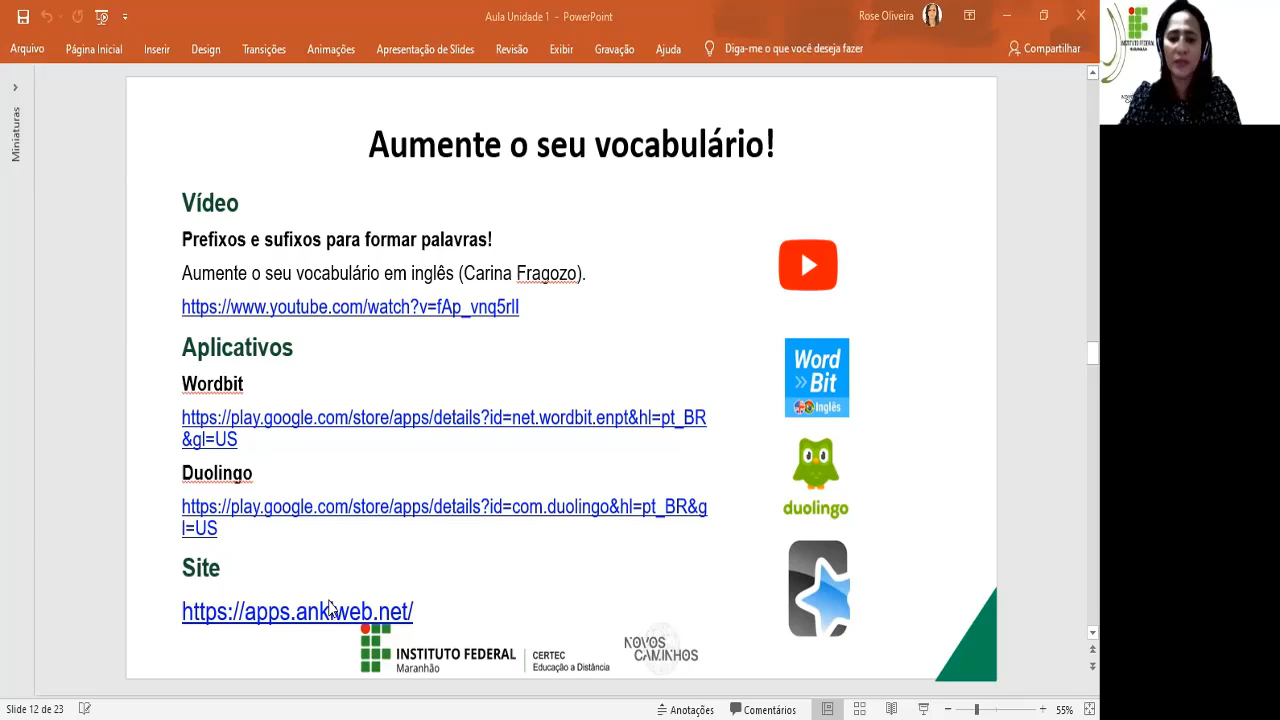 Aula Unidade 1 - PowerPoint
Rose Oliveira
Arquivo Página Inicial Inserir Design Transições Animações Apresentação de Slides Revisão Exibir Gravação Ajuda Diga-me o que você deseja fazer Compartilhar
Miniaturas
Aumente o seu vocabulário!
Vídeo
Prefixos e sufixos para formar palavras!
Aumente o seu vocabulário em inglês (Carina Fragozo).
https://www.youtube.com/watch?v=fAp_vnq5rlI
Aplicativos
Wordbit
https://play.google.com/store/apps/details?id=net.wordbit.enpt&hl=pt_BR
&gl=US
Duolingo
https://play.google.com/store/apps/details?id=com.duolingo&hl=pt_BR&g
l=US
Site
https://apps.ankiweb.net/
Word
Bit
Inglês
duolingo
INSTITUTO FEDERAL
Maranhão
CERTEC
Educação a Distância
NOVOS
CAMINHOS
INSTITUTO FEDERAL
MARANHÃO
Slide 12 de 23
Anotações
Comentários
55%